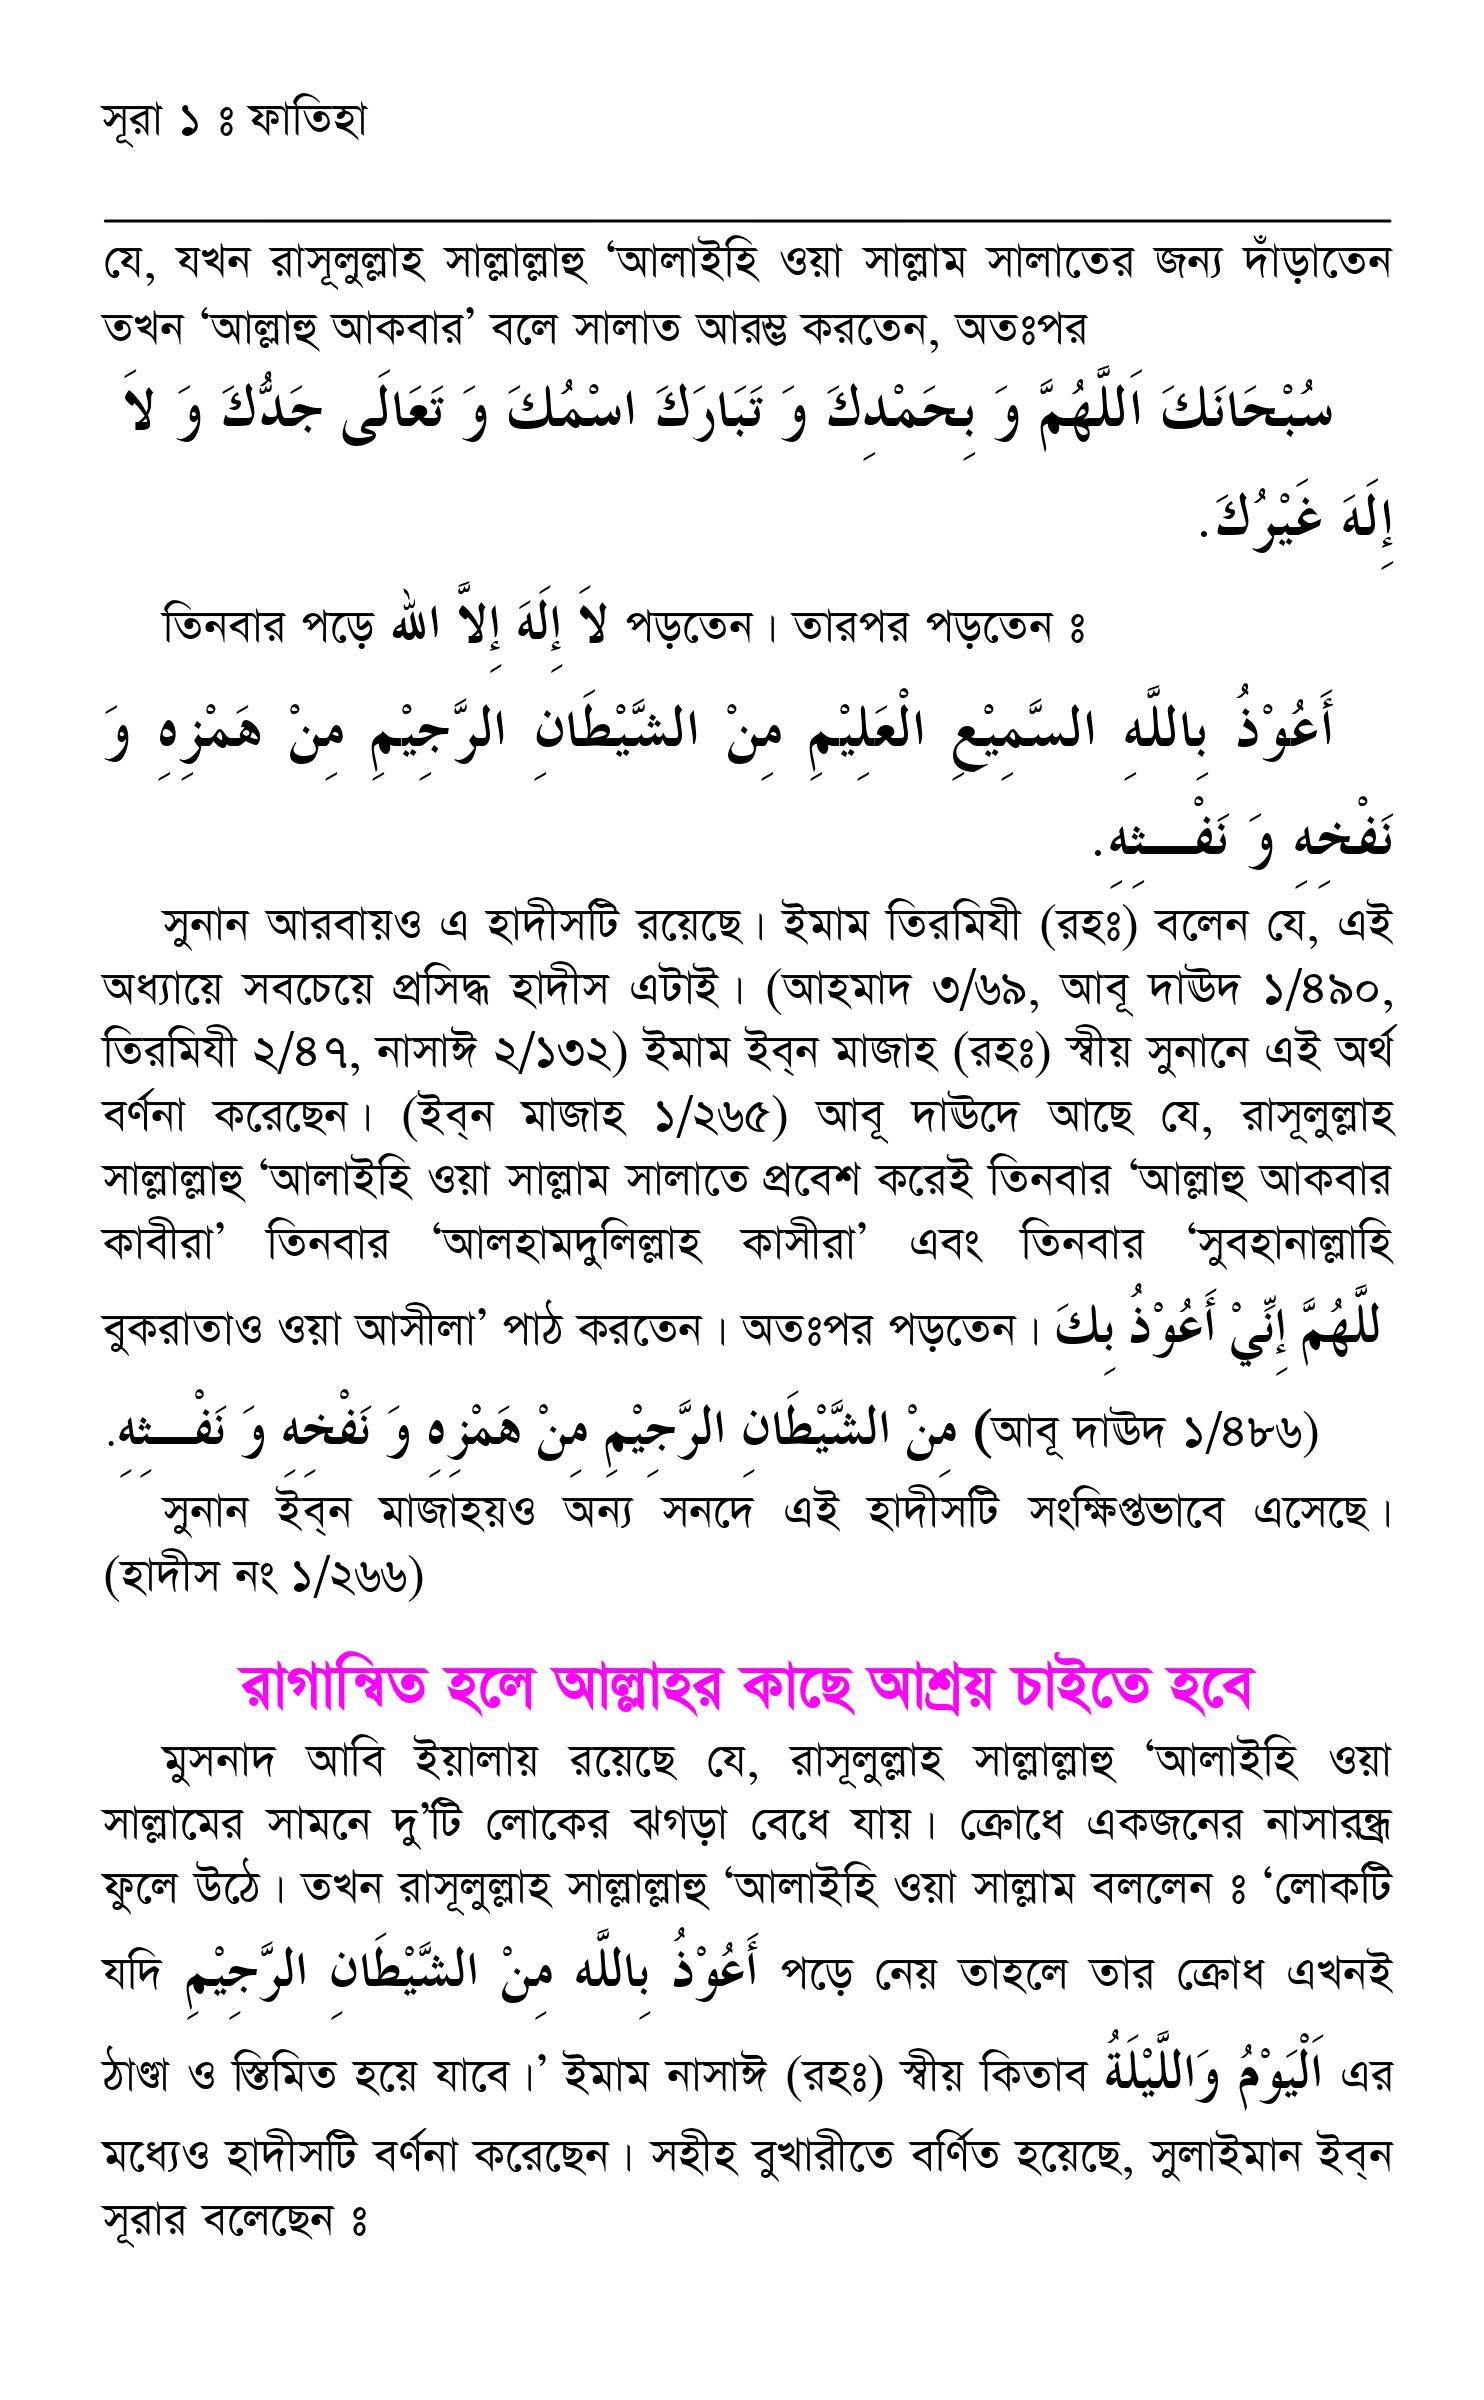 সূরা ১ ঃ ফাতিহা
যে, যখন রাসূলুল্লাহ সাল্লাল্লাহু ‘আলাইহি ওয়া সাল্লাম সালাতের জন্য দাঁড়াতেন
তখন ‘আল্লাহু আকবার’ বলে সালাত আরম্ভ করতেন, অতঃপর
سُبْحَانَكَ اَللَّهُمَّ وَ بِحَمْدِكَ وَ تَبَارَكَ اسْمُكَ وَ تَعَالَى جَدُّكَ وَ لاَ
إِلَهَ غَيْرُكَ.
তিনবার পড়ে لاَ إِلَهَ إِلاَّ الله পড়তেন। তারপর পড়তেন ঃ
أَعُوْذُ بِاللَّهِ السَّمِيْعِ الْعَلِيْمِ مِنْ الشَّيْطَانِ الرَّجِيْمِ مِنْ هَمْزِهِ وَ
نَفْخِهِ وَ نَفْـــثِهِ.
সুনান আরবায়ও এ হাদীসটি রয়েছে। ইমাম তিরমিযী (রহঃ) বলেন যে, এই
অধ্যায়ে সবচেয়ে প্রসিদ্ধ হাদীস এটাই। (আহমাদ ৩/৬৯, আবূ দাঊদ ১/৪৯০,
তিরমিযী ২/৪৭, নাসাঈ ২/১৩২) ইমাম ইব্‌ন মাজাহ (রহঃ) স্বীয় সুনানে এই অর্থ
বর্ণনা করেছেন। (ইব্‌ন মাজাহ ১/২৬৫) আবূ দাঊদে আছে যে, রাসূলুল্লাহ
সাল্লাল্লাহু ‘আলাইহি ওয়া সাল্লাম সালাতে প্রবেশ করেই তিনবার ‘আল্লাহু আকবার
কাবীরা’ তিনবার ‘আলহামদুলিল্লাহ কাসীরা’ এবং তিনবার ‘সুবহানাল্লাহি
বুকরাতাও ওয়া আসীলা’ পাঠ করতেন। অতঃপর পড়তেন। للَّهُمَّ إِنِّيْ أَعُوْذُ بِكَ
مِنْ الشَّيْطَانِ الرَّجِيْمِ مِنْ هَمْزِهِ وَ نَفْخِهِ وَ نَفْـــثِهِ. (আবূ দাঊদ ১/৪৮৬)
সুনান ইব্‌ন মাজাহয়ও অন্য সনদে এই হাদীসটি সংক্ষিপ্তভাবে এসেছে।
(হাদীস নং ১/২৬৬)
রাগান্বিত হলে আল্লাহর কাছে আশ্রয় চাইতে হবে
মুসনাদ আবি ইয়ালায় রয়েছে যে, রাসূলুল্লাহ সাল্লাল্লাহু ‘আলাইহি ওয়া
সাল্লামের সামনে দু’টি লোকের ঝগড়া বেধে যায়। ক্রোধে একজনের নাসারন্ধ্র
ফুলে উঠে। তখন রাসূলুল্লাহ সাল্লাল্লাহু ‘আলাইহি ওয়া সাল্লাম বললেন ঃ ‘লোকটি
যদি أَعُوْذُ بِاللَّه مِنْ الشَّيْطَانِ الرَّجِيْمِ পড়ে নেয় তাহলে তার ক্রোধ এখনই
ঠাণ্ডা ও স্তিমিত হয়ে যাবে।’ ইমাম নাসাঈ (রহঃ) স্বীয় কিতাব اَلْيَوْمُ وَاللَّيْلَةُ এর
মধ্যেও হাদীসটি বর্ণনা করেছেন। সহীহ বুখারীতে বর্ণিত হয়েছে, সুলাইমান ইব্‌ন
সূরার বলেছেন ঃ